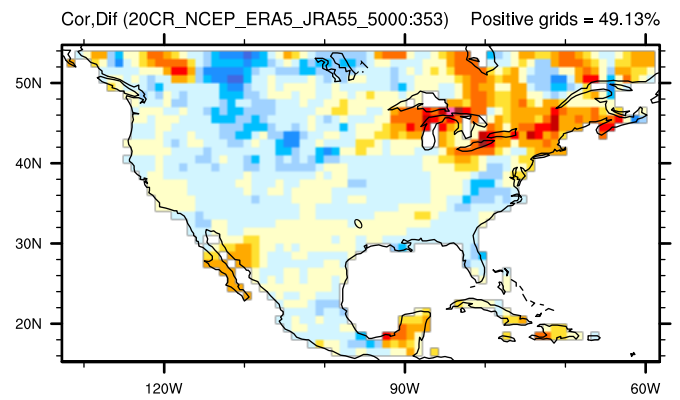 Cor,Dif (20CR_NCEP_ERA5_JRA55_5000:353) Positive grids = 49.13%
50N
40N
30N
20N
120W 90W 60W